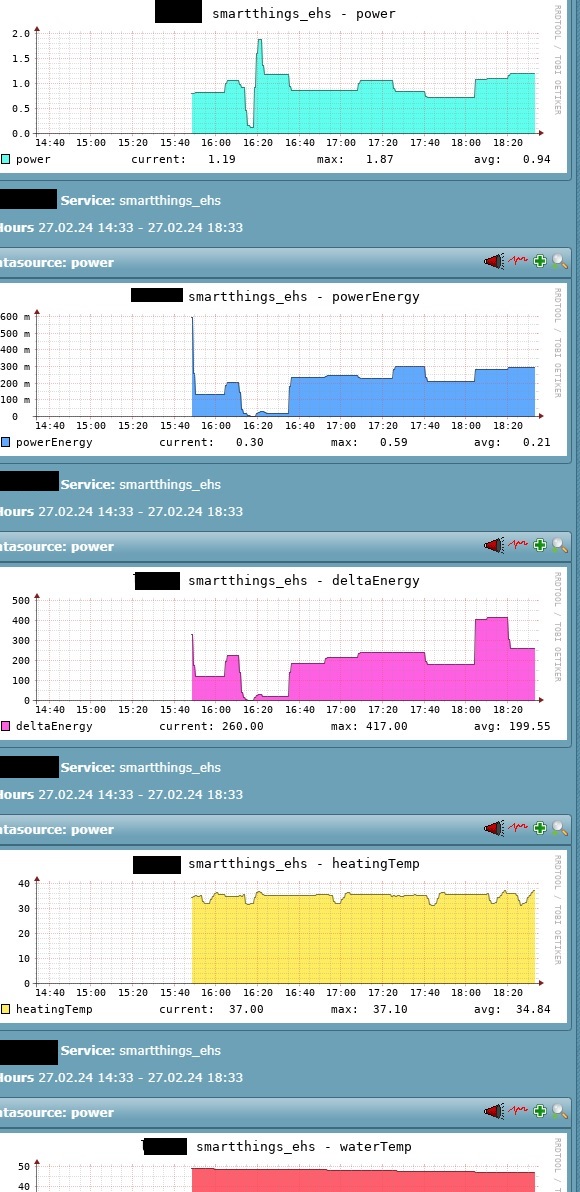 smartthings_ehs - power
RRDTOOL / TOBI OETIKER
2.0
1.5
1.0
0.5
0.0
14:40 15:00 15:20 15:40 16:00 16:20 16:40 17:00 17:20 17:40 18:00 18:20
power current: 1.19 max: 1.87 avg: 0.94
Service: smartthings_ehs
Hours 27.02.24 14:33 - 27.02.24 18:33
atasource: power
smartthings_ehs - powerEnergy
RRDTOOL / TOBI OETIKER
600 m
500 m
400 m
300 m
200 m
100 m
0
14:40 15:00 15:20 15:40 16:00 16:20 16:40 17:00 17:20 17:40 18:00 18:20
powerEnergy current: 0.30 max: 0.59 avg: 0.21
Service: smartthings_ehs
Hours 27.02.24 14:33 - 27.02.24 18:33
atasource: power
smartthings_ehs - deltaEnergy
RRDTOOL / TOBI OETIKER
500
400
300
200
100
0
14:40 15:00 15:20 15:40 16:00 16:20 16:40 17:00 17:20 17:40 18:00 18:20
deltaEnergy current: 260.00 max: 417.00 avg: 199.55
Service: smartthings_ehs
Hours 27.02.24 14:33 - 27.02.24 18:33
atasource: power
smartthings_ehs - heatingTemp
RRDTOOL / TOBI OETIKER
40
30
20
10
0
14:40 15:00 15:20 15:40 16:00 16:20 16:40 17:00 17:20 17:40 18:00 18:20
heatingTemp current: 37.00 max: 37.10 avg: 34.84
Service: smartthings_ehs
Hours 27.02.24 14:33 - 27.02.24 18:33
atasource: power
smartthings_ehs - waterTemp
RRDTOOL / TOBI OETIKER
50
40